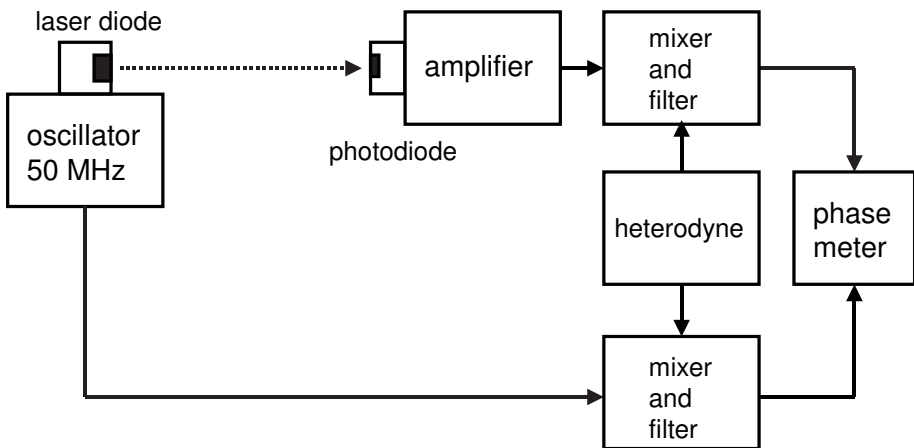 laser diode
oscillator
50 MHz
photodiode
amplifier
mixer
and
filter
heterodyne
phase
meter
mixer
and
filter